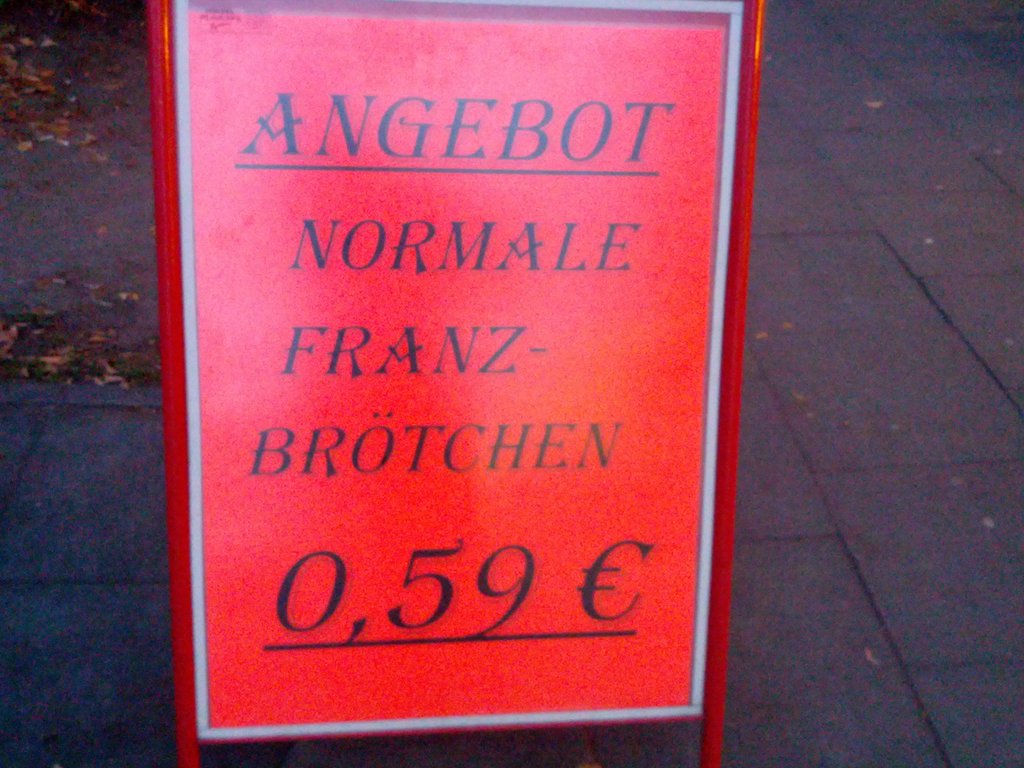 ANGEBOT
NORMALE
FRANZ-
BRÖTCHEN
0,59 €